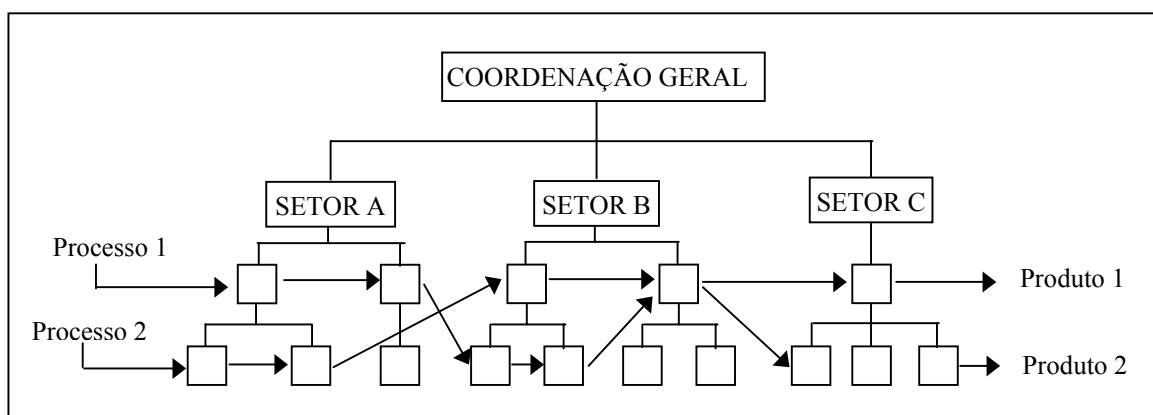 COORDENAÇÃO GERAL
SETOR A
SETOR B
SETOR C
Processo 1
Produto 1
Processo 2
Produto 2